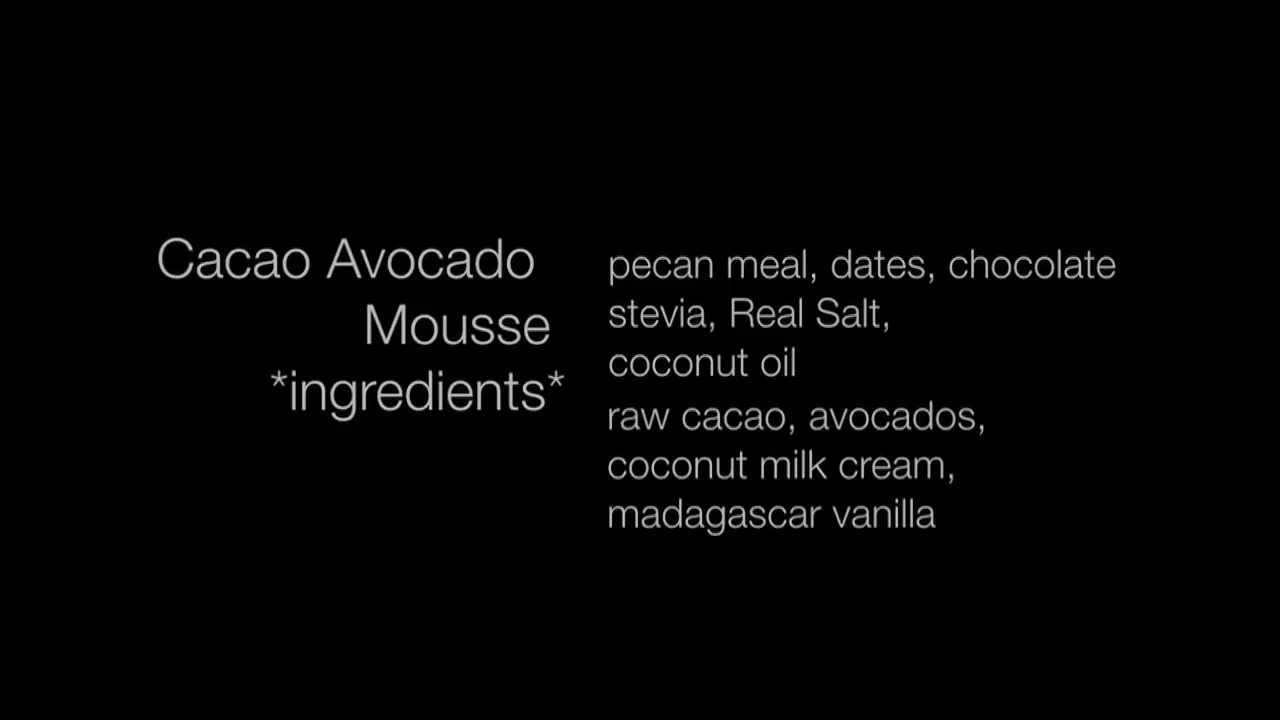 Cacao Avocado
Mousse
*ingredients*
pecan meal, dates, chocolate
stevia, Real Salt,
coconut oil
raw cacao, avocados,
coconut milk cream,
madagascar vanilla